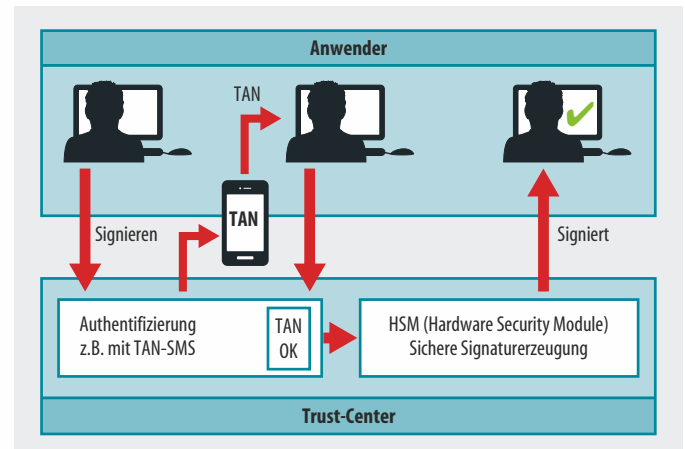 Anwender
TAN
TAN
Signieren
Signiert
Authentifizierung
z.B. mit TAN-SMS
TAN
OK
HSM (Hardware Security Module)
Sichere Signaturerzeugung
Trust-Center